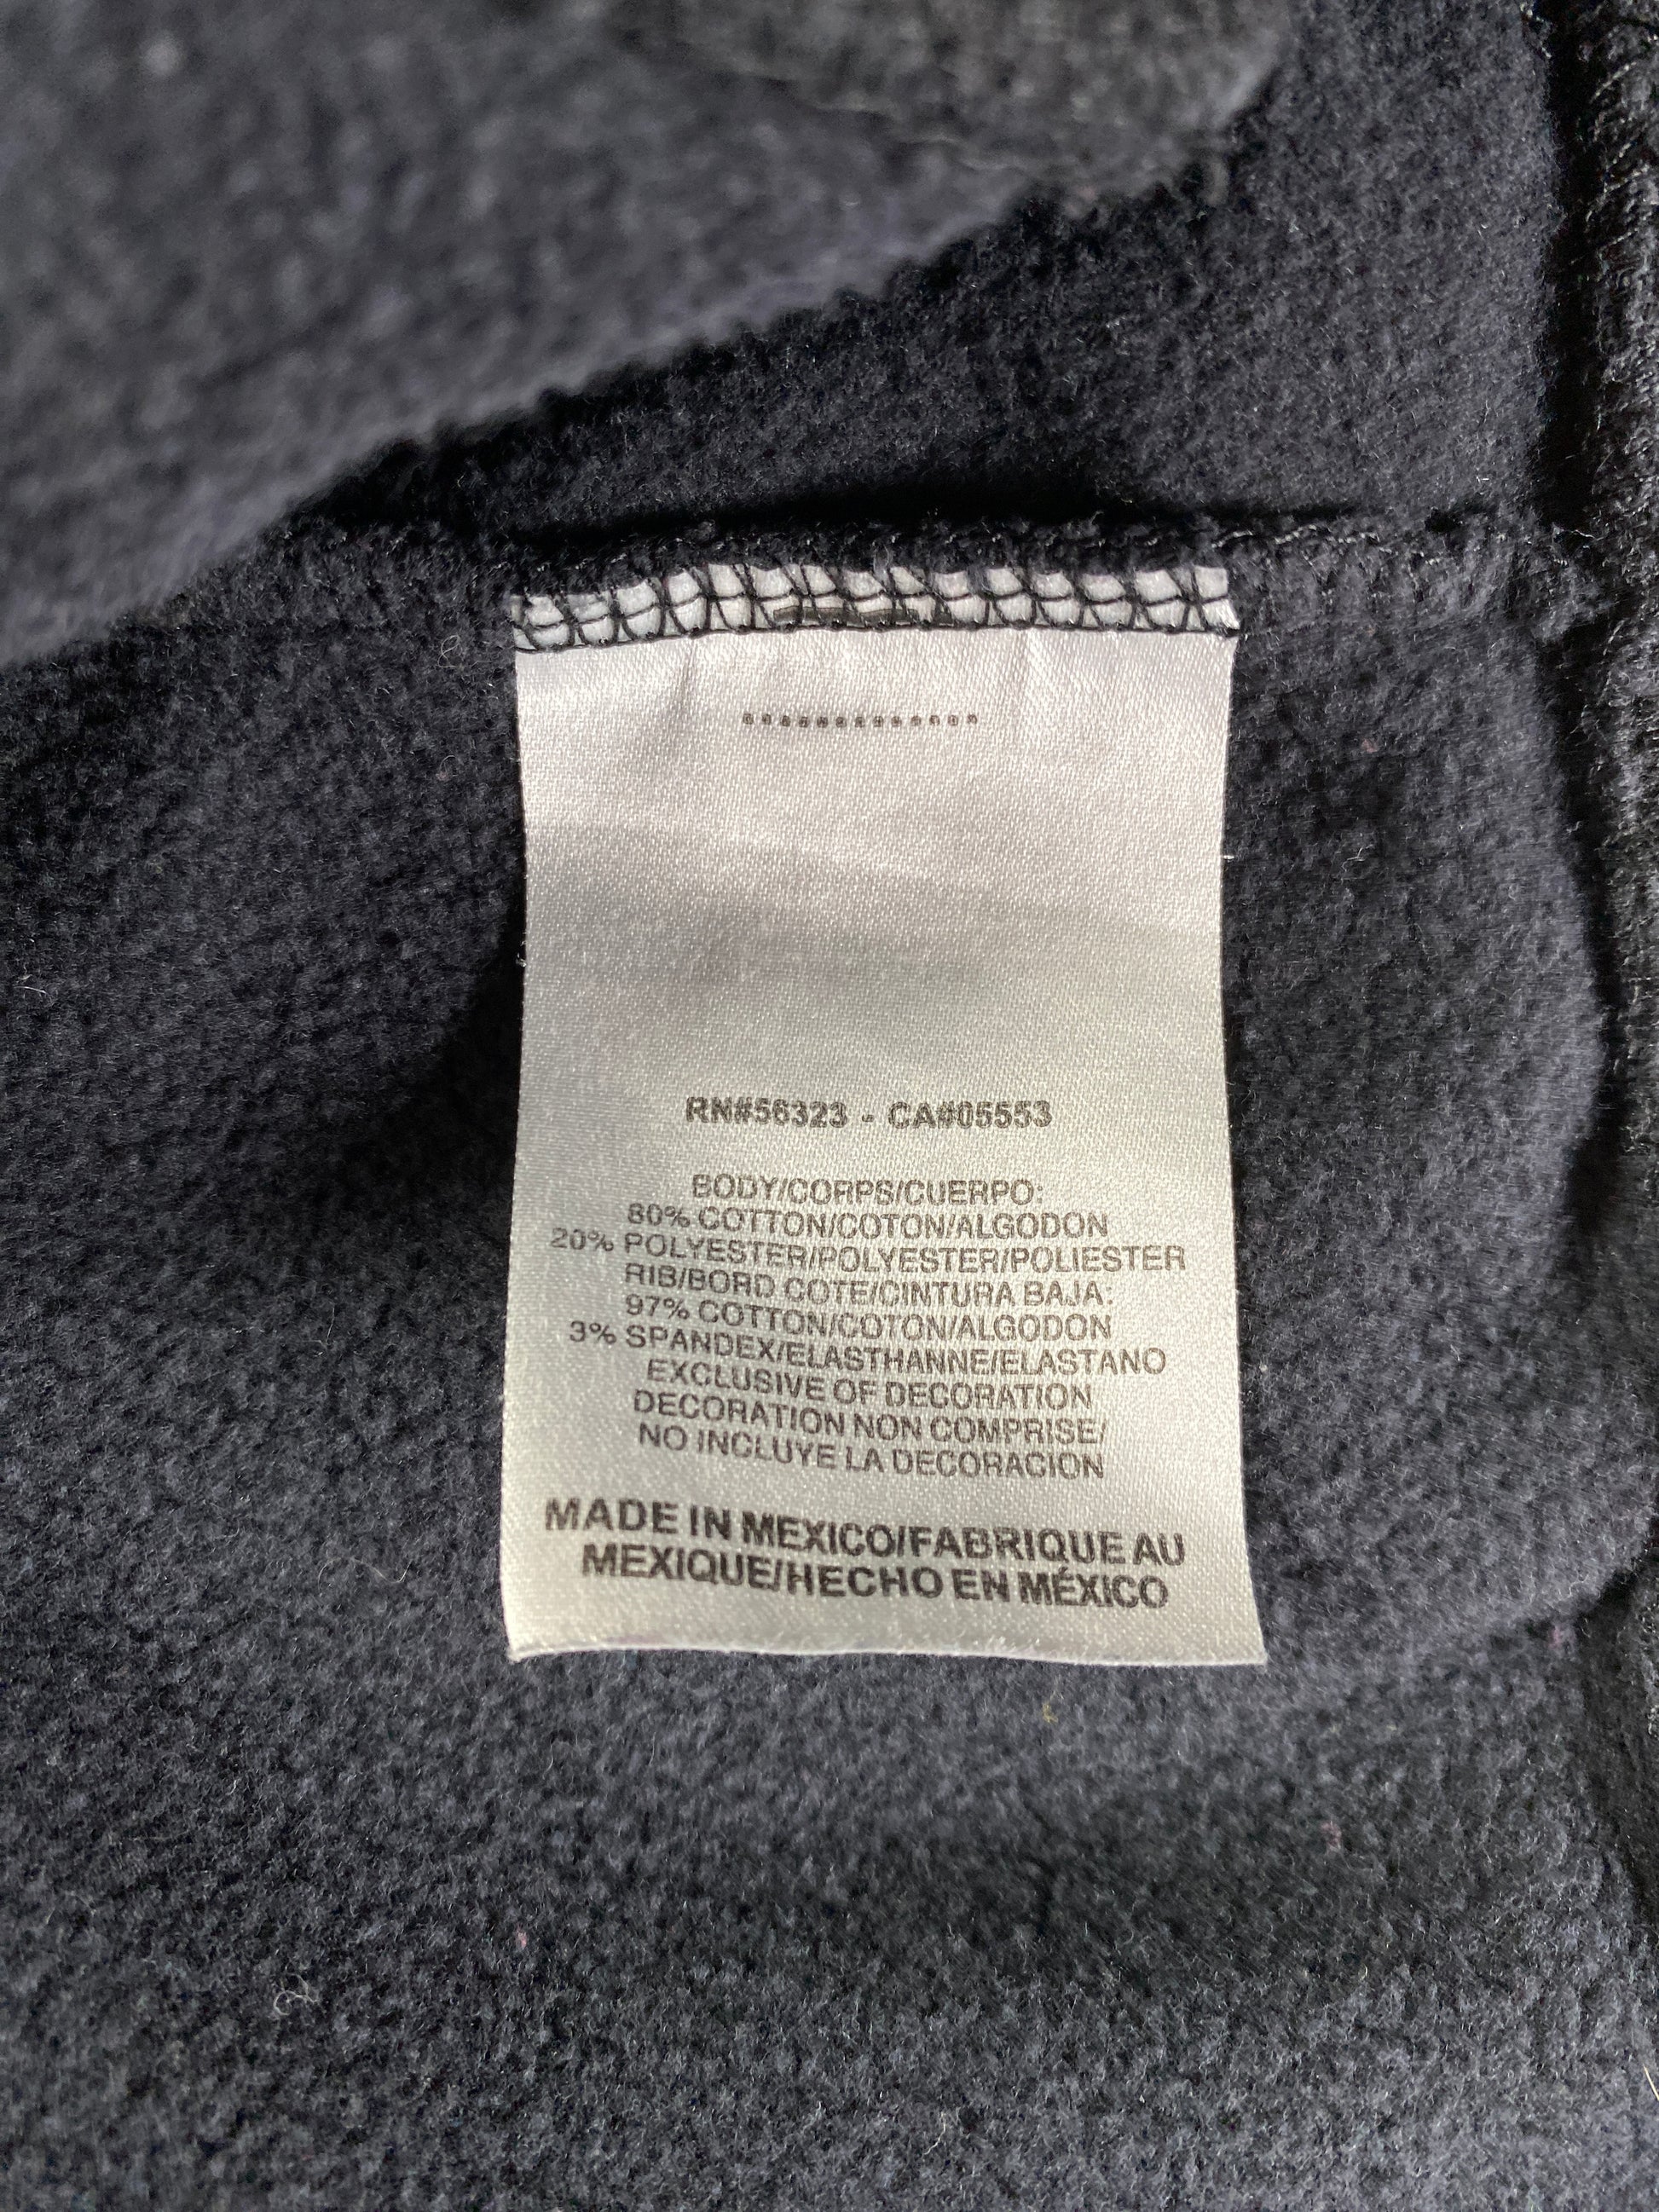 RN#56323 - CA#05553
BODY/CORPS/CUERPO:
80% COTTON/COTON/ALGODON
20% POLYESTER/POLYESTER/POLIESTER
RIB/BORD COTE/CINTURA BAJA:
97% COTTON/COTON/ALGODON
3% SPANDEX/ELASTHANNE/ELASTANO
EXCLUSIVE OF DECORATION
DECORATION NON COMPRISE/
NO INCLUYE LA DECORACION
MADE IN MEXICO/FABRIQUE AU
MEXIQUE/HECHO EN MÉXICO